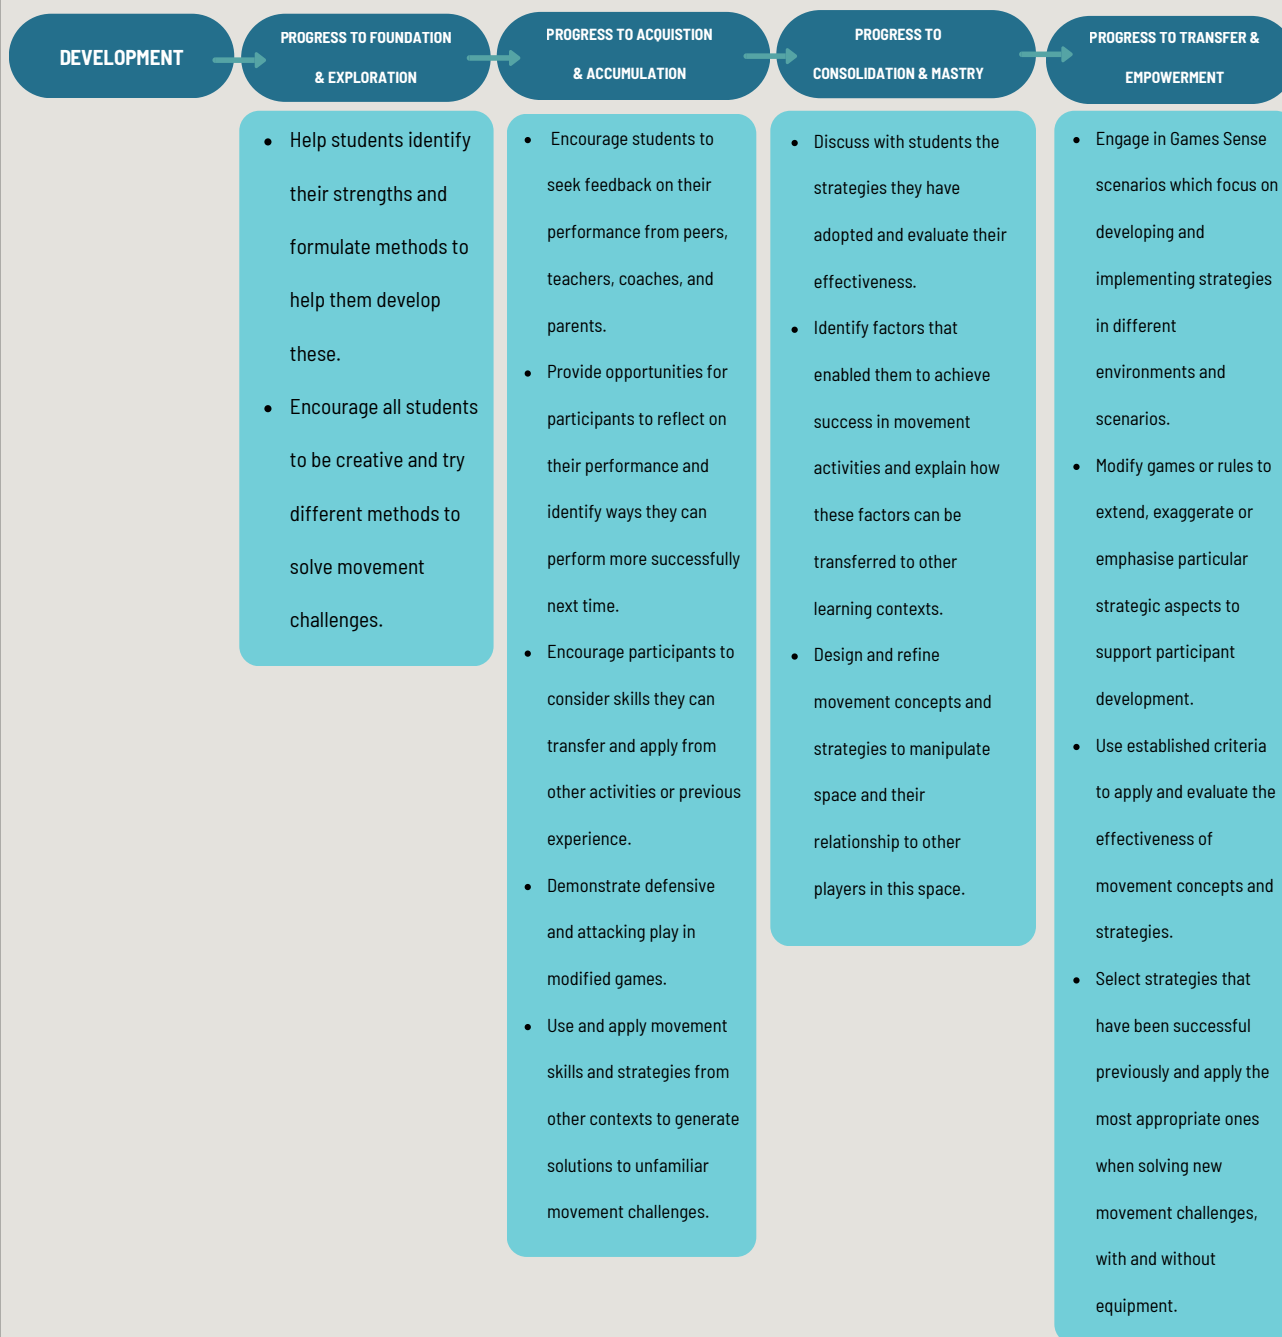 DEVELOPMENT
PROGRESS TO FOUNDATION
& EXPLORATION
PROGRESS TO ACQUISTION
& ACCUMULATION
PROGRESS TO
CONSOLIDATION & MASTRY
PROGRESS TO TRANSFER &
EMPOWERMENT
• Help students identify
their strengths and
formulate methods to
help them develop
these.
• Encourage all students
to be creative and try
different methods to
solve movement
challenges.
• Encourage students to
seek feedback on their
performance from peers,
teachers, coaches, and
parents.
• Provide opportunities for
participants to reflect on
their performance and
identify ways they can
perform more successfully
next time.
• Encourage participants to
consider skills they can
transfer and apply from
other activities or previous
experience.
• Demonstrate defensive
and attacking play in
modified games.
• Use and apply movement
skills and strategies from
other contexts to generate
solutions to unfamiliar
movement challenges.
• Discuss with students the
strategies they have
adopted and evaluate their
effectiveness.
• Identify factors that
enabled them to achieve
success in movement
activities and explain how
these factors can be
transferred to other
learning contexts.
• Design and refine
movement concepts and
strategies to manipulate
space and their
relationship to other
players in this space.
• Engage in Games Sense
scenarios which focus on
developing and
implementing strategies
in different
environments and
scenarios.
• Modify games or rules to
extend, exaggerate or
emphasise particular
strategic aspects to
support participant
development.
• Use established criteria
to apply and evaluate the
effectiveness of
movement concepts and
strategies.
• Select strategies that
have been successful
previously and apply the
most appropriate ones
when solving new
movement challenges,
with and without
equipment.